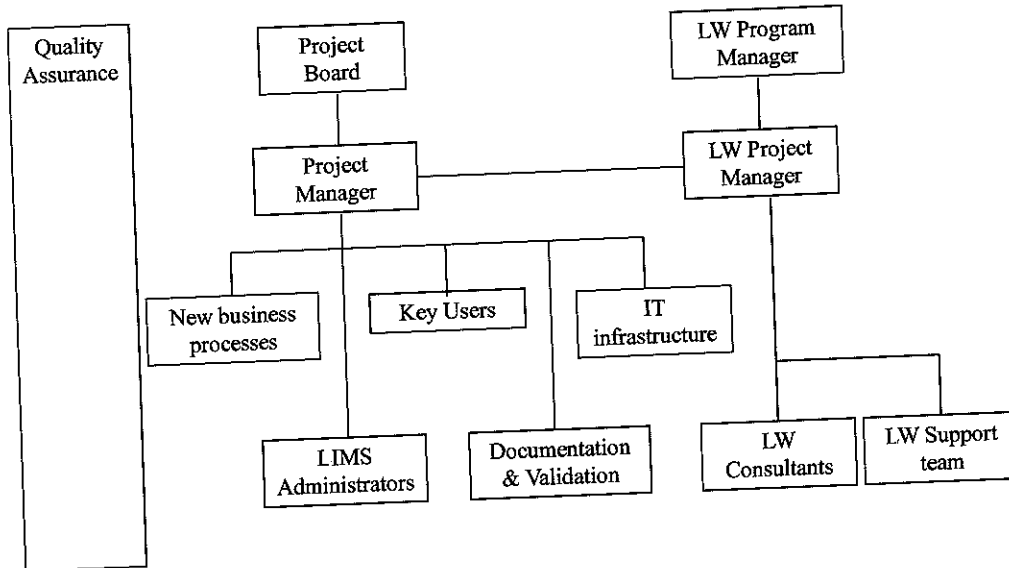 Quality
Assurance
Project
Board
LW Program
Manager
Project
Manager
LW Project
Manager
New business
processes
Key Users
IT
infrastructure
LIMS
Administrators
Documentation
& Validation
LW
Consultants
LW Support
team